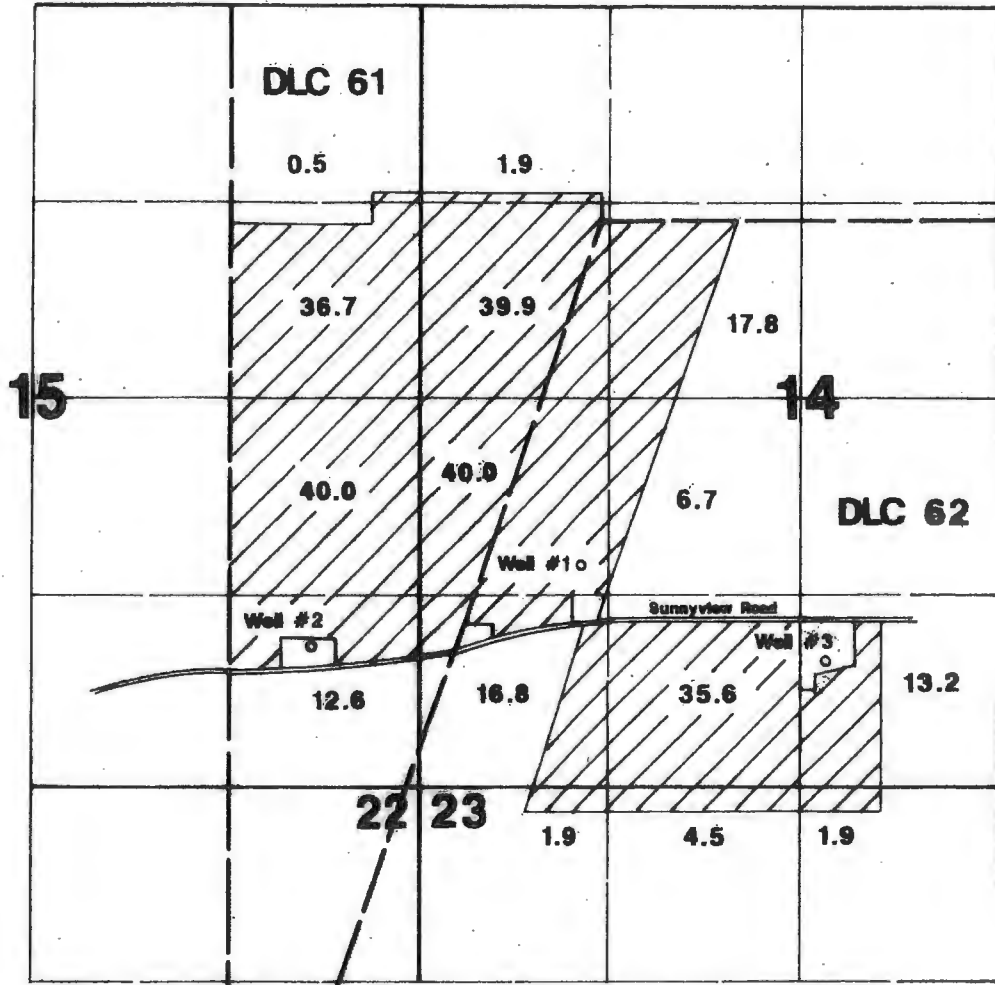 DLC 61
0.5 1.9
36.7 39.9
17.8
15 14
40.0 40.0
6.7
DLC 62
Well #1
Sunnyview Road
Well #2
Well #3
12.6 16.8 35.6 13.2
22 23
1.9 4.5 1.9